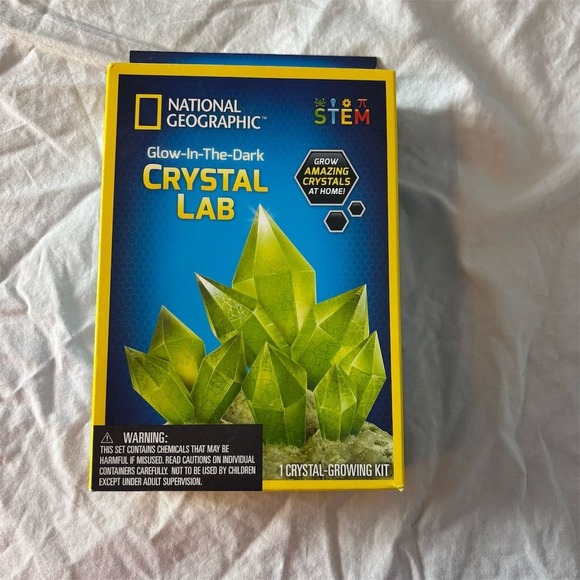 NATIONAL
GEOGRAPHIC™
STEM
Glow-In-The-Dark
CRYSTAL
LAB
GROW
AMAZING
CRYSTALS
AT HOME!
WARNING:
THIS SET CONTAINS CHEMICALS THAT MAY BE
HARMFUL IF MISUSED. READ CAUTIONS ON INDIVIDUAL
CONTAINERS CAREFULLY. NOT TO BE USED BY CHILDREN
EXCEPT UNDER ADULT SUPERVISION.
1 CRYSTAL-GROWING KIT